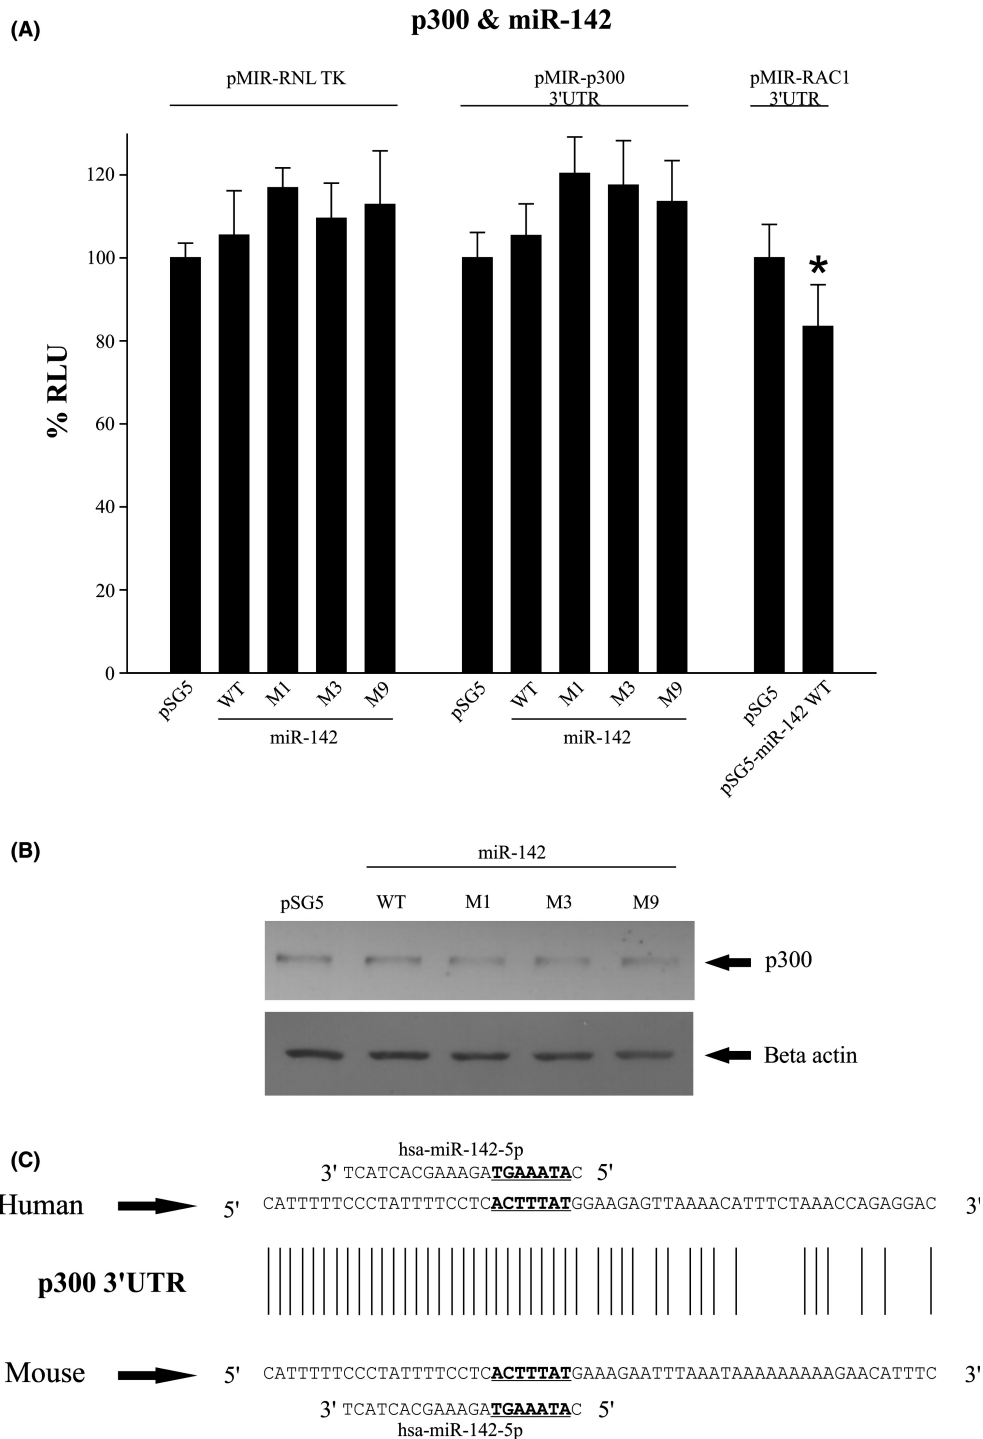 p300 & miR-142
(A)
pMIR-RNL TK
pMIR-p300
3'UTR
pMIR-RAC1
3'UTR
% RLU
120
100
80
60
40
20
0
*
pSG5 WT M1 M3 M9
pSG5 WT M1 M3 M9
pSG5 pSG5-miR-142 WT
miR-142
miR-142
(B)
miR-142
pSG5 WT M1 M3 M9
p300
Beta actin
(C)
hsa-miR-142-5p
3' TCATCACGAAAGATGAAATAC 5'
Human 5' CATTTTTCCCTATTTTCCTCACTTTATGGAAGAGTTAAAACATTTCTAAACCAGAGGAC 3'
p300 3'UTR
Mouse 5' CATTTTTCCCTATTTTCCTCACTTTATGAAAGAATTTAAATAAAAAAAAAGAACATTTC 3'
3' TCATCACGAAAGATGAAATAC 5'
hsa-miR-142-5p